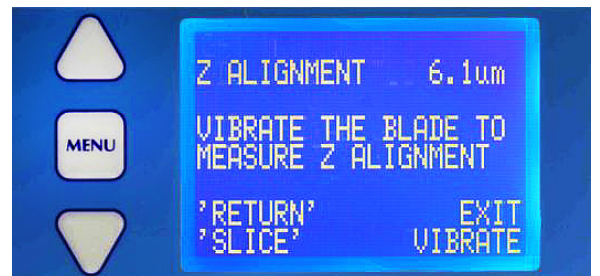 MENU
Z ALIGNMENT 6.1um
VIBRATE THE BLADE TO
MEASURE Z ALIGNMENT
'RETURN' EXIT
'SLICE' VIBRATE